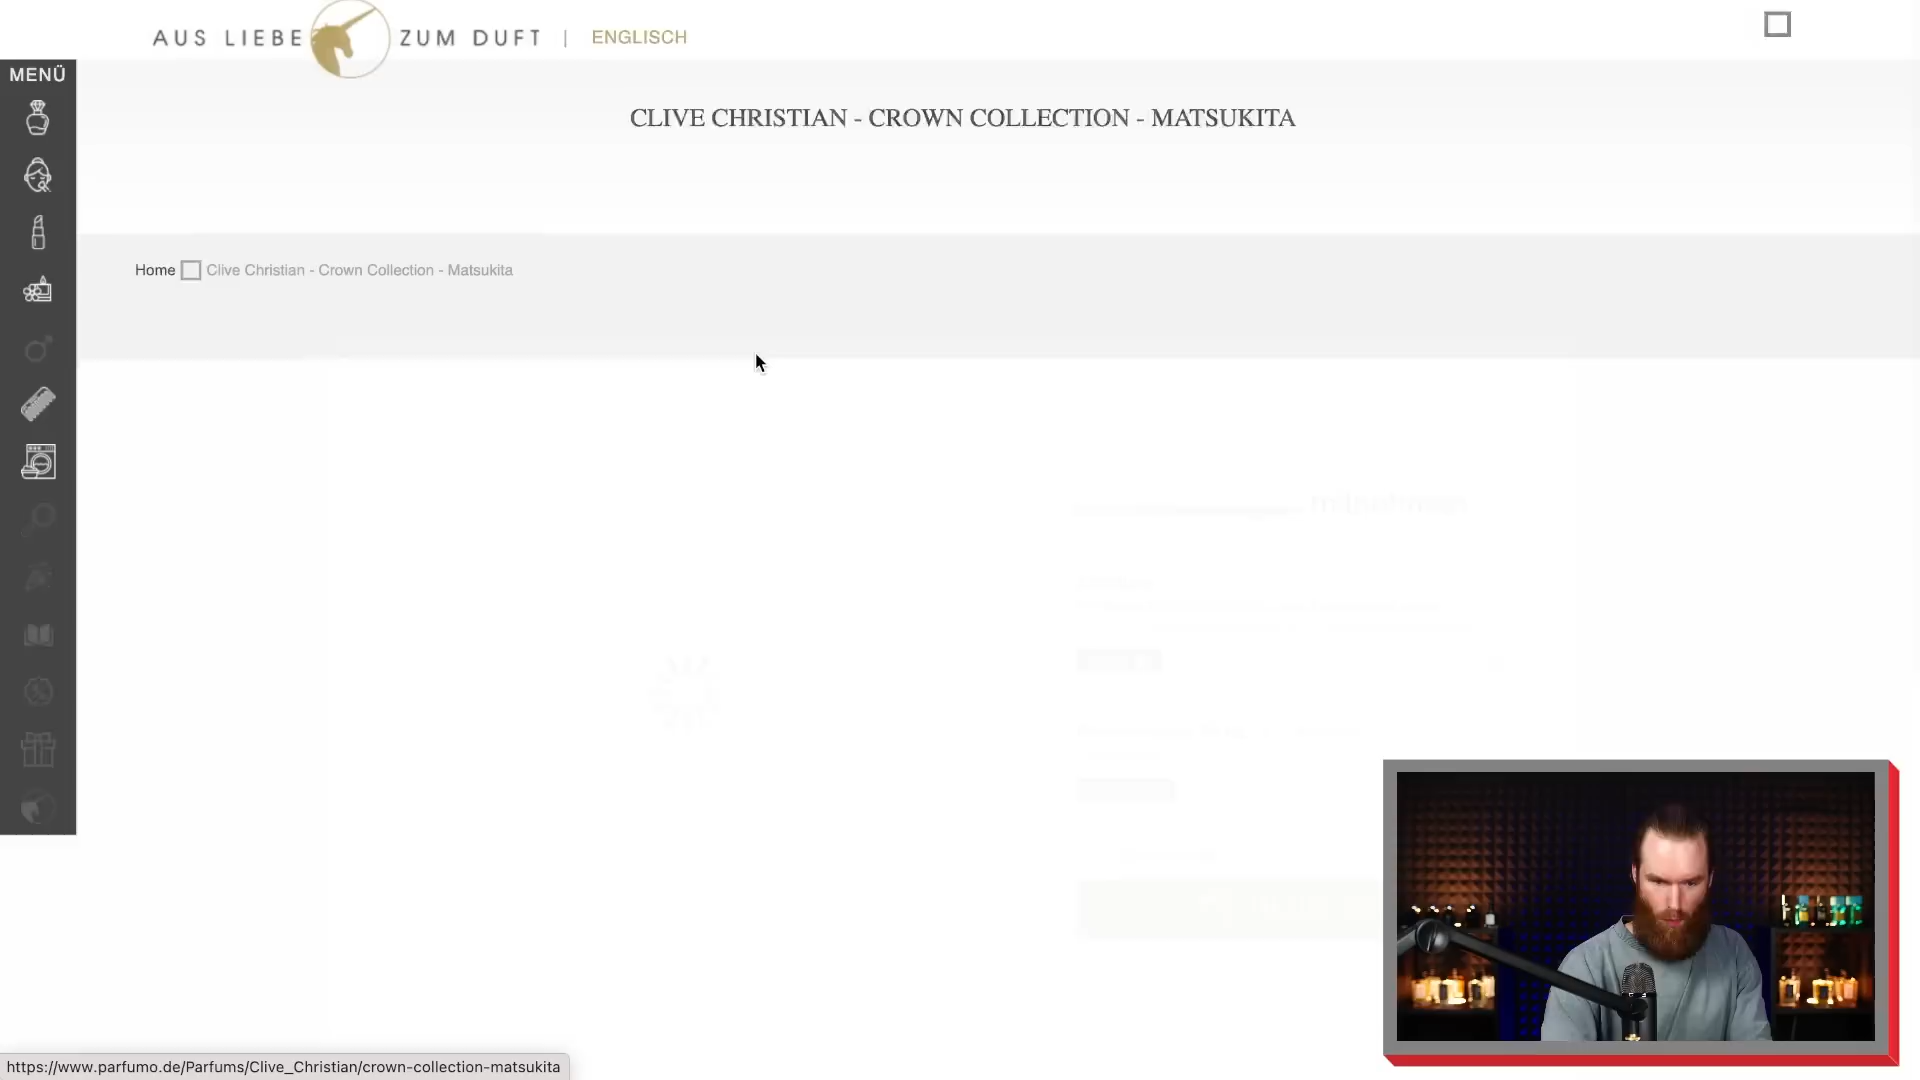 AUS LIEBE ZUM DUFT | ENGLISCH
MENÜ
CLIVE CHRISTIAN - CROWN COLLECTION - MATSUKITA
Home Clive Christian - Crown Collection - Matsukita
https://www.parfumo.de/Parfums/Clive_Christian/crown-collection-matsukita